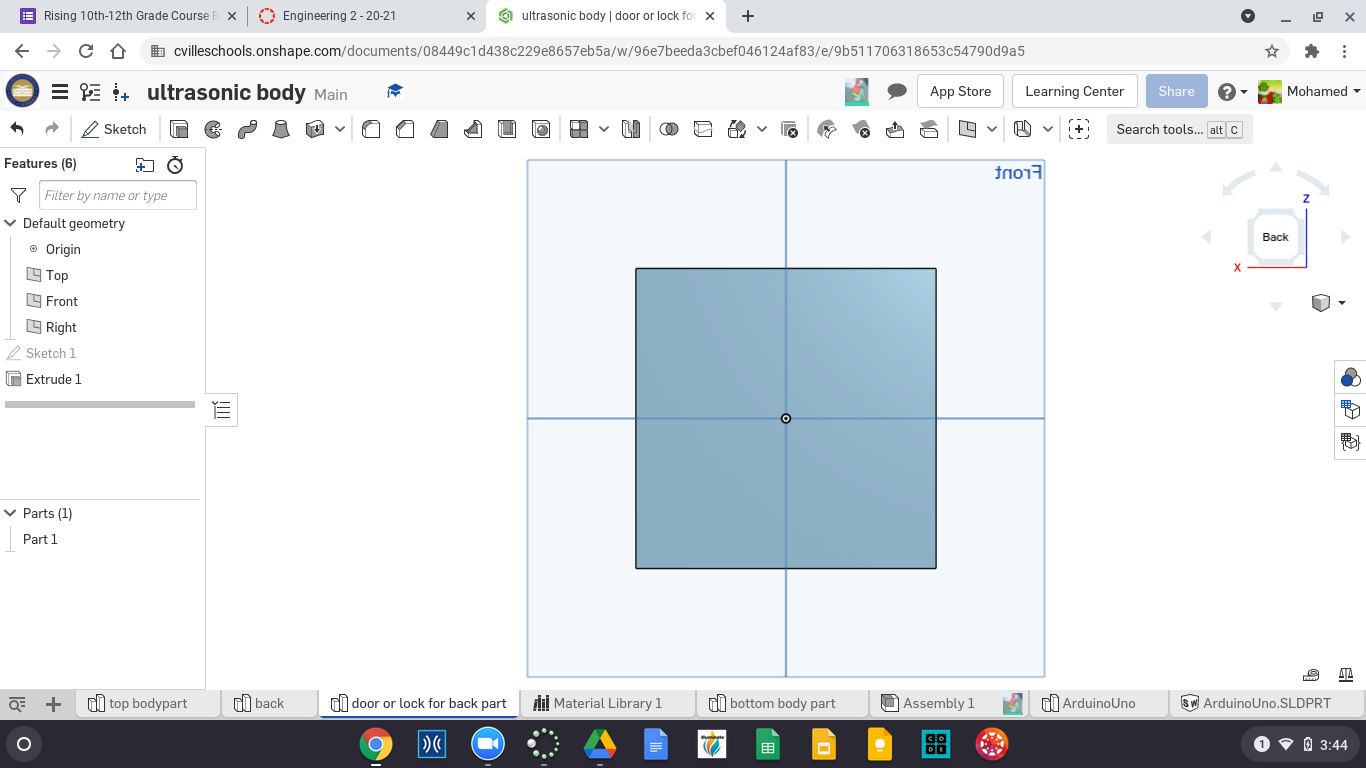 Rising 10th-12th Grade Course R
Engineering 2 - 20-21
ultrasonic body | door or lock fo
cvilleschools.onshape.com/documents/08449c1d438c229e8657eb5a/w/96e7beeda3cbef046124af83/e/9b511706318653c54790d9a5
ultrasonic body Main
App Store
Learning Center
Share
Mohamed
Sketch
Search tools... alt C
Features (6)
Filter by name or type
Default geometry
Origin
Top
Front
Right
Sketch 1
Extrude 1
Parts (1)
Part 1
Front
Z
Back
X
top bodypart
back
door or lock for back part
Material Library 1
bottom body part
Assembly 1
ArduinoUno
ArduinoUno.SLDPRT
Illuminate
CODE
1
3:44